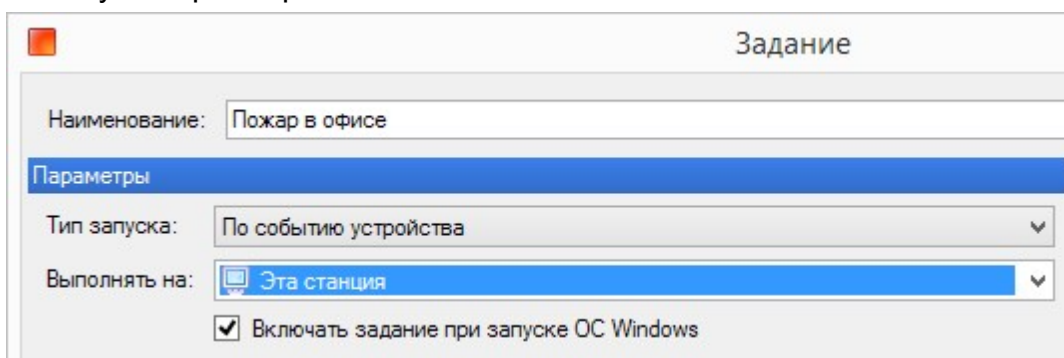 Задание
Наименование: Пожар в офисе
Параметры
Тип запуска: По событию устройства
Выполнять на: Эта станция
Включать задание при запуске ОС Windows